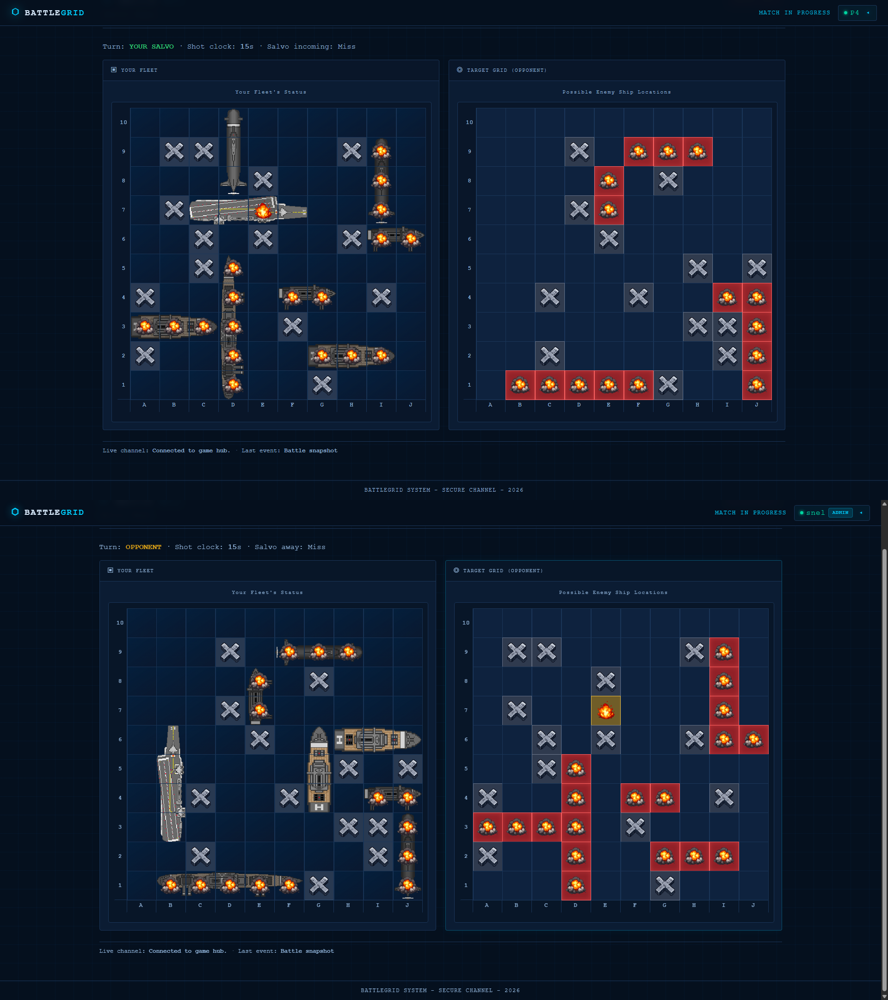 BATTLEGRID
MATCH IN PROGRESS
P4
Turn: YOUR SALVO · Shot clock: 15s · Salvo incoming: Miss
YOUR FLEET
TARGET GRID (OPPONENT)
Your Fleet's Status
Possible Enemy Ship Locations
10 10
9 9
8 8
7 7
6 6
5 5
4 4
3 3
2 2
1 1
A B C D E F G H I J A B C D E F G H I J
Live channel: Connected to game hub. · Last event: Battle snapshot
BATTLEGRID SYSTEM – SECURE CHANNEL – 2026
BATTLEGRID
MATCH IN PROGRESS
snel ADMIN
Turn: OPPONENT · Shot clock: 15s · Salvo away: Miss
YOUR FLEET
TARGET GRID (OPPONENT)
Your Fleet's Status
Possible Enemy Ship Locations
10 10
9 9
8 8
7 7
6 6
5 5
4 4
3 3
2 2
1 1
A B C D E F G H I J A B C D E F G H I J
Live channel: Connected to game hub. · Last event: Battle snapshot
BATTLEGRID SYSTEM – SECURE CHANNEL – 2026